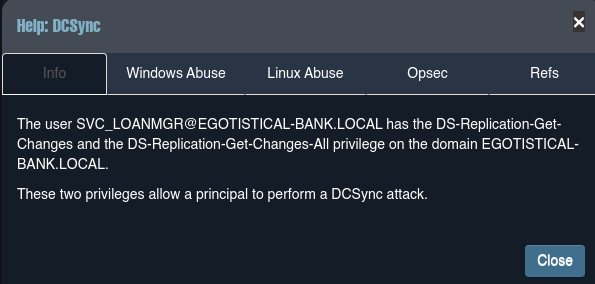 Help: DCSync
×
Info Windows Abuse Linux Abuse Opsec Refs
The user SVC_LOANMGR@EGOTISTICAL-BANK.LOCAL has the DS-Replication-Get-
Changes and the DS-Replication-Get-Changes-All privilege on the domain EGOTISTICAL-
BANK.LOCAL.
These two privileges allow a principal to perform a DCSync attack.
Close